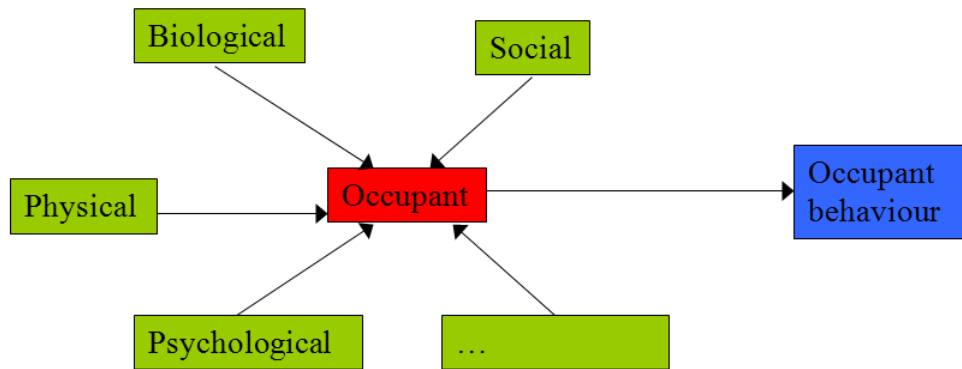 Biological
Social
Physical
Occupant
Occupant
behaviour
Psychological
…